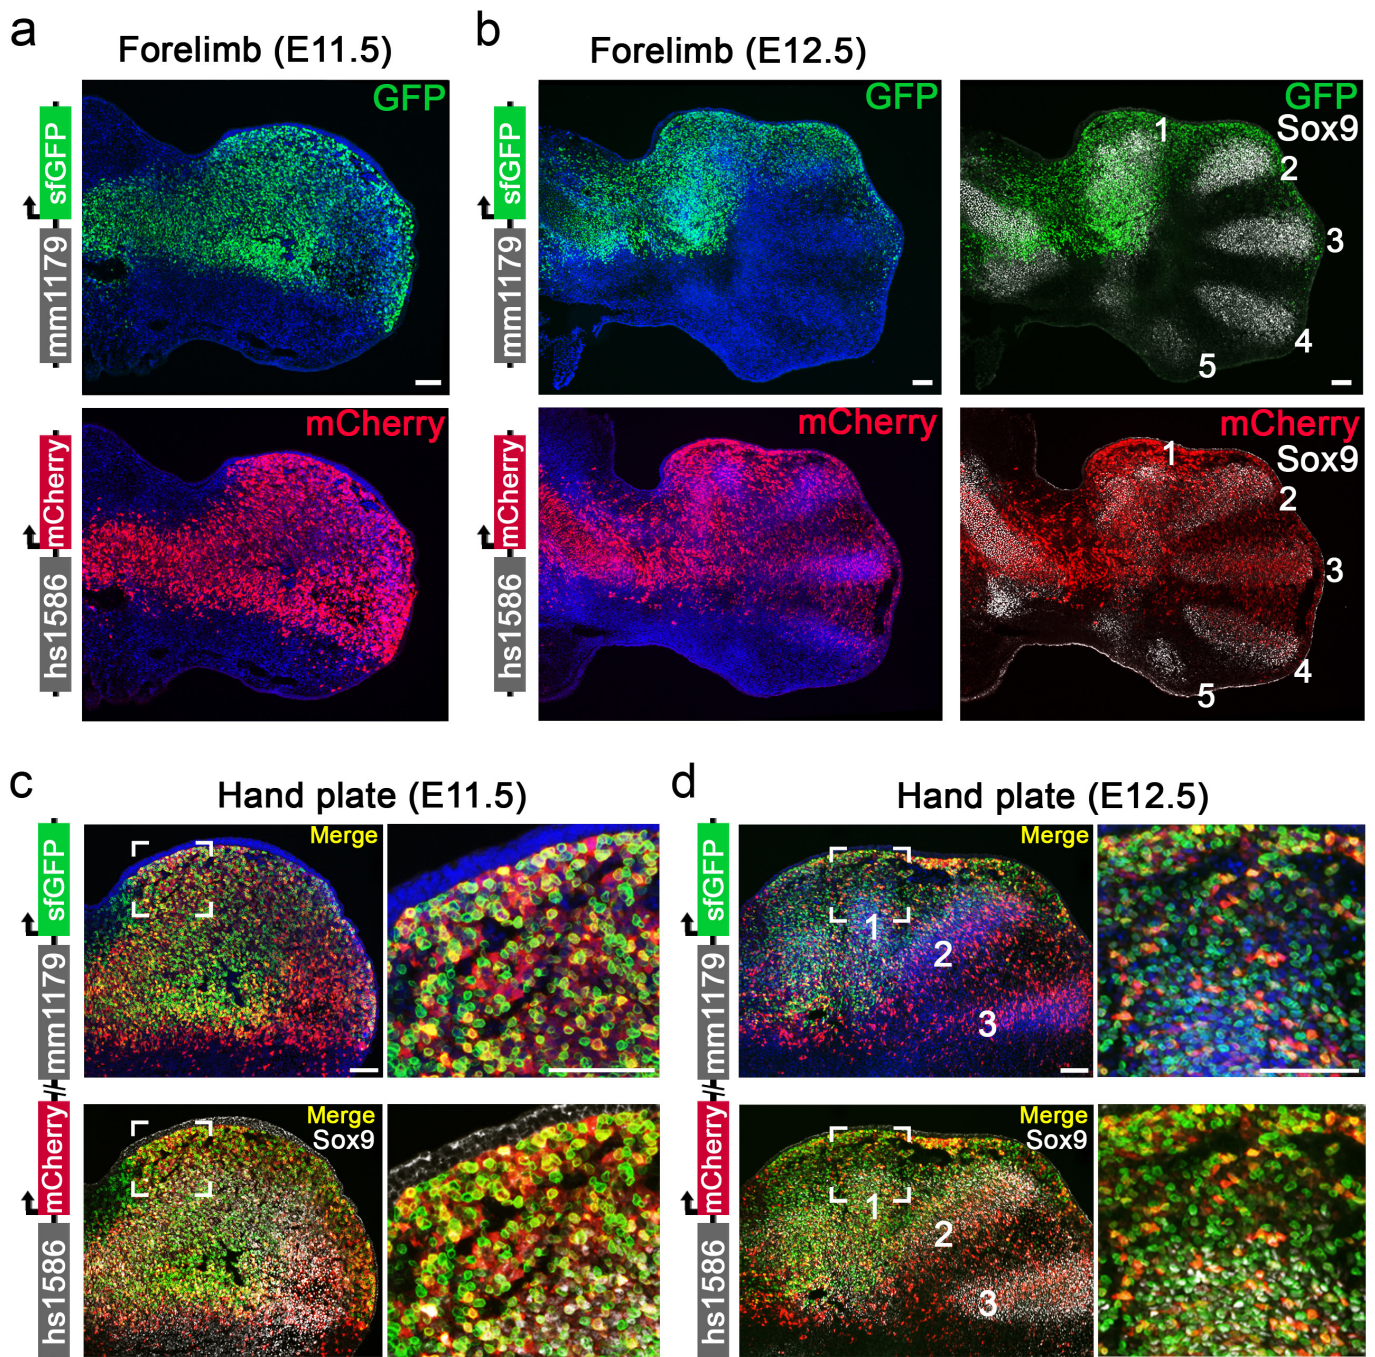 a
Forelimb (E11.5)
b
Forelimb (E12.5)
sfGFP
mm1179
GFP
sfGFP
mm1179
GFP
GFP
Sox9
1
2
3
4
5
mCherry
hs1586
mCherry
mCherry
hs1586
mCherry
mCherry
Sox9
1
2
3
4
5
c
Hand plate (E11.5)
d
Hand plate (E12.5)
sfGFP
mm1179
//
mCherry
hs1586
Merge
Merge
Sox9
sfGFP
mm1179
//
mCherry
hs1586
Merge
1
2
3
Merge
Sox9
1
2
3